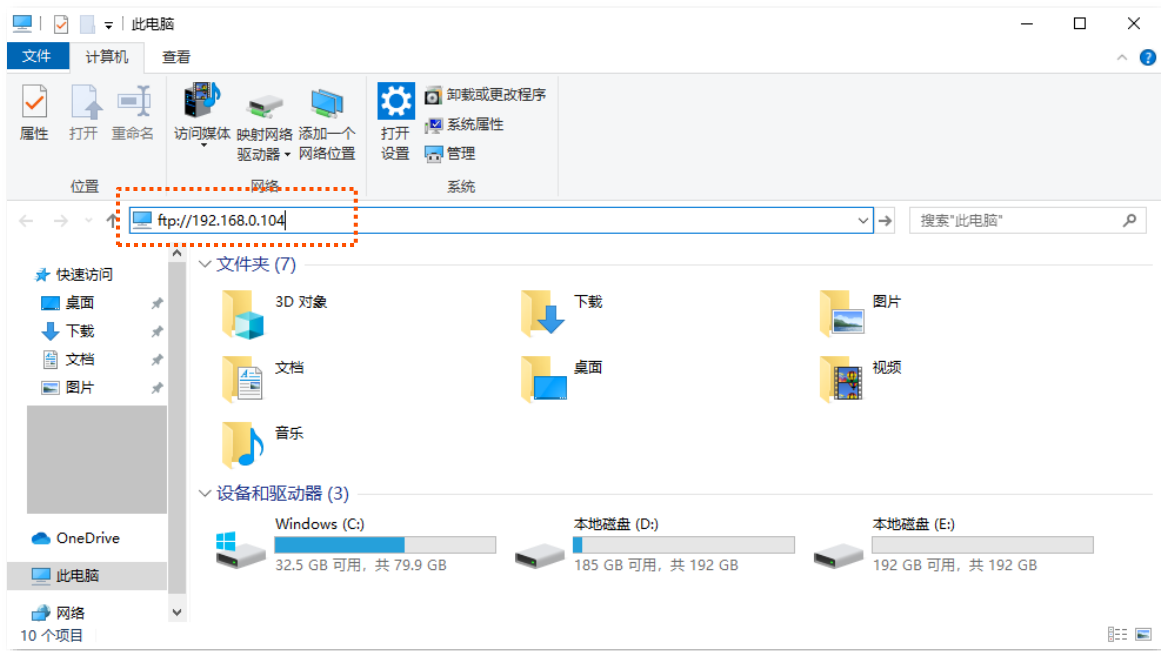 此电脑
文件 计算机 查看
属性 打开 重命名 访问媒体 映射网络驱动器 添加一个网络位置 打开设置 卸载或更改程序
系统属性
管理
位置 网络 系统
ftp://192.168.0.104 搜索"此电脑"
快速访问
桌面
下载
文档
图片
OneDrive
此电脑
网络
文件夹 (7)
3D 对象 下载 图片
文档 桌面 视频
音乐
设备和驱动器 (3)
Windows (C:) 本地磁盘 (D:) 本地磁盘 (E:)
32.5 GB 可用，共 79.9 GB 185 GB 可用，共 192 GB 192 GB 可用，共 192 GB
10 个项目